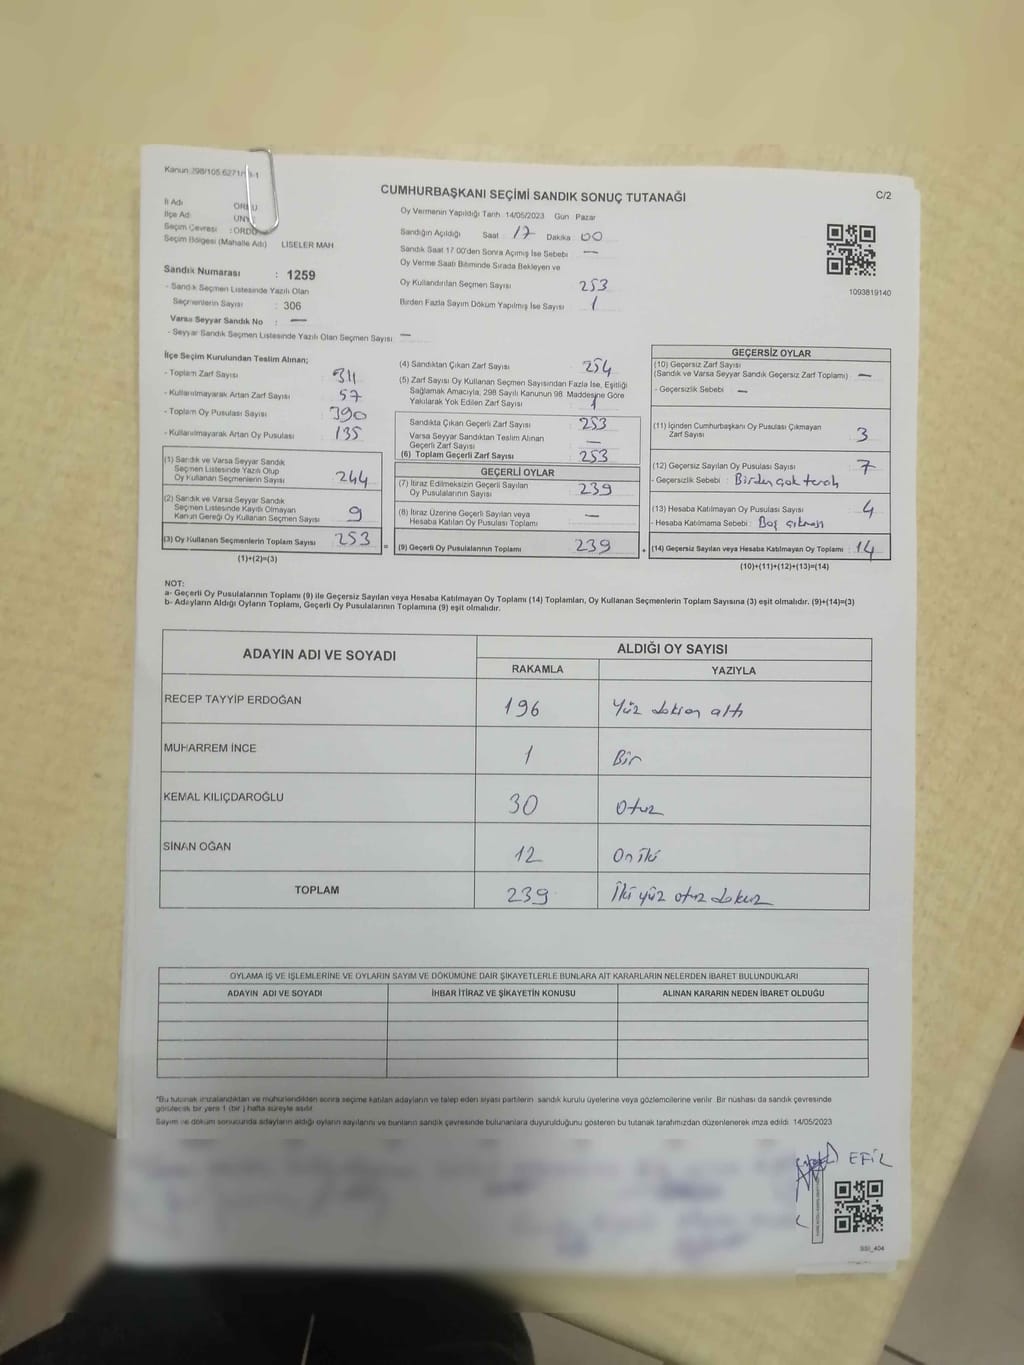 Kanun:298/105.6271/
C/2
CUMHURBAŞKANI SEÇİMİ SANDIK SONUÇ TUTANAĞI
İl Adı
İlçe Adı
UNYE
Seçim Çevresi : ORDU
Seçim Bölgesi (Mahalle Adı) LİSELER MAH
Oy Vermenin Yapıldığı Tarih 14/05/2023 Gün Pazar
Sandığın Açıldığı Saat 17 Dakika 00
Sandık Saat 17.00'den Sonra Açılmış İse Sebebi —
Oy Verme Saati Bitiminde Sırada Bekleyen ve
Oy Kullandırılan Seçmen Sayısı 253
Birden Fazla Sayım Döküm Yapılmış İse Sayısı 1
1093819140
Sandık Numarası : 1259
- Sandık Seçmen Listesinde Yazılı Olan
Seçmenlerin Sayısı : 306
Varsa Seyyar Sandık No : —
- Seyyar Sandık Seçmen Listesinde Yazılı Olan Seçmen Sayısı —
İlçe Seçim Kurulundan Teslim Alınan;
- Toplam Zarf Sayısı 311
- Kullanılmayarak Artan Zarf Sayısı 57
- Toplam Oy Pusulası Sayısı 390
- Kullanılmayarak Artan Oy Pusulası 135
(1) Sandık ve Varsa Seyyar Sandık
Seçmen Listesinde Yazılı Olup
Oy Kullanan Seçmenlerin Sayısı 244
(2) Sandık ve Varsa Seyyar Sandık
Seçmen Listesinde Kayıtlı Olmayan
Kanun Gereği Oy Kullanan Seçmen Sayısı 9
(3) Oy Kullanan Seçmenlerin Toplam Sayısı 253
(1)+(2)=(3)
(4) Sandıktan Çıkan Zarf Sayısı 254
(5) Zarf Sayısı Oy Kullanan Seçmen Sayısından Fazla İse, Eşitliği
Sağlamak Amacıyla, 298 Sayılı Kanunun 98. Maddesine Göre
Yakılarak Yok Edilen Zarf Sayısı 1
Sandıkta Çıkan Geçerli Zarf Sayısı 253
Varsa Seyyar Sandıktan Teslim Alınan
Geçerli Zarf Sayısı —
(6) Toplam Geçerli Zarf Sayısı 253
GEÇERLİ OYLAR
(7) İtiraz Edilmeksizin Geçerli Sayılan
Oy Pusulalarının Sayısı 239
(8) İtiraz Üzerine Geçerli Sayılan veya
Hesaba Katılan Oy Pusulası Toplamı —
= (9) Geçerli Oy Pusulalarının Toplamı 239
GEÇERSİZ OYLAR
(10) Geçersiz Zarf Sayısı
(Sandık ve Varsa Seyyar Sandık Geçersiz Zarf Toplamı) —
- Geçersizlik Sebebi : —
(11) İçinden Cumhurbaşkanı Oy Pusulası Çıkmayan
Zarf Sayısı 3
(12) Geçersiz Sayılan Oy Pusulası Sayısı 7
- Geçersizlik Sebebi : Birden çok tercih
(13) Hesaba Katılmayan Oy Pusulası Sayısı 4
- Hesaba Katılmama Sebebi : Boş çıkması
+ (14) Geçersiz Sayılan veya Hesaba Katılmayan Oy Toplamı : 14
(10)+(11)+(12)+(13)=(14)
NOT:
a- Geçerli Oy Pusulalarının Toplamı (9) ile Geçersiz Sayılan veya Hesaba Katılmayan Oy Toplamı (14) Toplamları, Oy Kullanan Seçmenlerin Toplam Sayısına (3) eşit olmalıdır. (9)+(14)=(3)
b- Adayların Aldığı Oyların Toplamı, Geçerli Oy Pusulalarının Toplamına (9) eşit olmalıdır.
ADAYIN ADI VE SOYADI ALDIĞI OY SAYISI
RAKAMLA YAZIYLA
RECEP TAYYİP ERDOĞAN 196 Yüz doksan altı
MUHARREM İNCE 1 Bir
KEMAL KILIÇDAROĞLU 30 Otuz
SİNAN OĞAN 12 On iki
TOPLAM 239 İki yüz otuz dokuz
OYLAMA İŞ VE İŞLEMLERİNE VE OYLARIN SAYIM VE DÖKÜMÜNE DAİR ŞİKAYETLERLE BUNLARA AİT KARARLARIN NELERDEN İBARET BULUNDUKLARI
ADAYIN ADI VE SOYADI İHBAR İTİRAZ VE ŞİKAYETİN KONUSU ALINAN KARARIN NEDEN İBARET OLDUĞU
*Bu tutanak imzalandıktan ve mühürlendikten sonra seçime katılan adayların ve talep eden siyasi partilerin sandık kurulu üyelerine veya gözlemcilerine verilir. Bir nüshası da sandık çevresinde
görülecek bir yere 1 (bir) hafta süreyle asılır.
Sayım ve döküm sonucunda adayların aldığı oyların sayılarını ve bunların sandık çevresinde bulunanlara duyurulduğunu gösteren bu tutanak tarafımızdan düzenlenerek imza edildi. 14/05/2023
EFİL
SSI_404